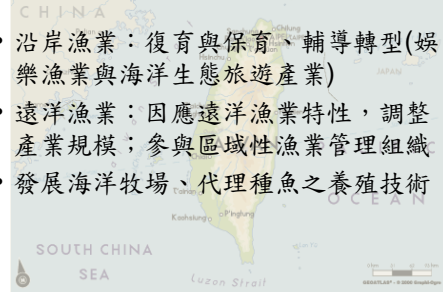 CHINA
• 沿岸漁業：復育與保育、輔導轉型(娛
樂漁業與海洋生態旅遊產業)
• 遠洋漁業：因應遠洋漁業特性，調整
產業規模；參與區域性漁業管理組織
• 發展海洋牧場、代理種魚之養殖技術
JAPAN
OCEAN
Kaohsiung
P'ingtung
SOUTH CHINA
SEA
Luzon Strait